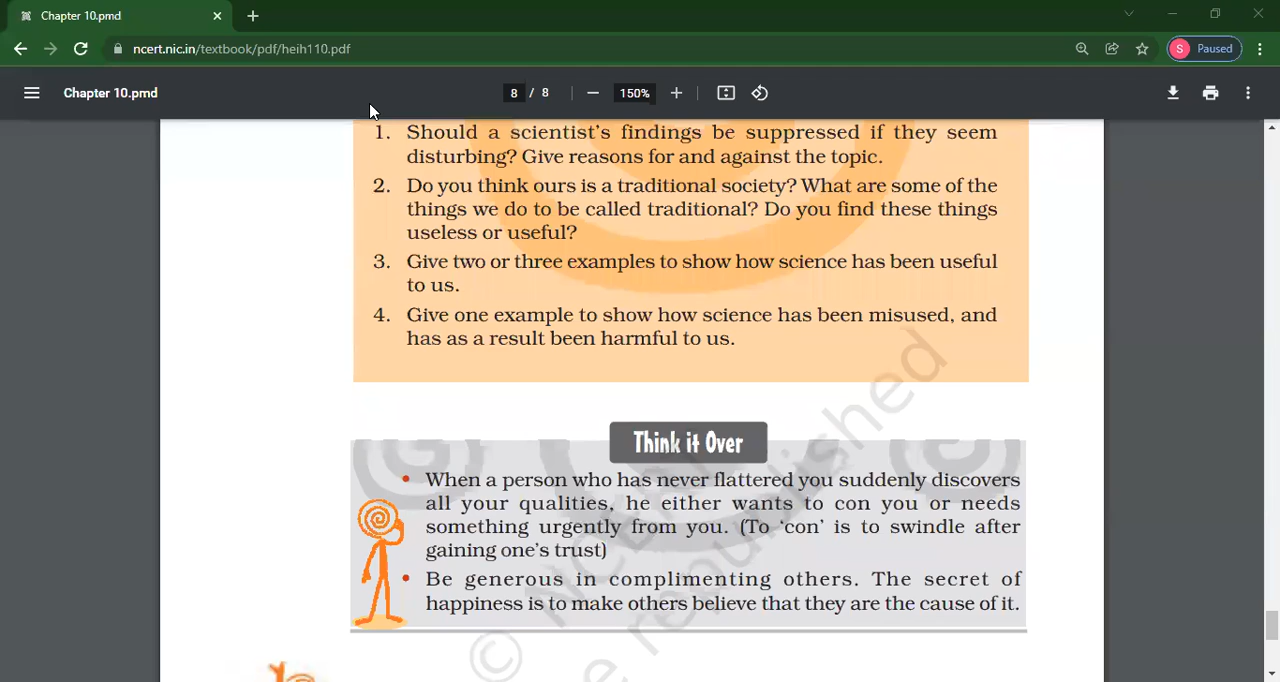 Chapter 10.pmd
ncert.nic.in/textbook/pdf/heih110.pdf
S Paused
Chapter 10.pmd
8 / 8
150%
1. Should a scientist's findings be suppressed if they seem
disturbing? Give reasons for and against the topic.
2. Do you think ours is a traditional society? What are some of the
things we do to be called traditional? Do you find these things
useless or useful?
3. Give two or three examples to show how science has been useful
to us.
4. Give one example to show how science has been misused, and
has as a result been harmful to us.
Think it Over
• When a person who has never flattered you suddenly discovers
all your qualities, he either wants to con you or needs
something urgently from you. (To 'con' is to swindle after
gaining one's trust)
• Be generous in complimenting others. The secret of
happiness is to make others believe that they are the cause of it.
© NCERT
be republished